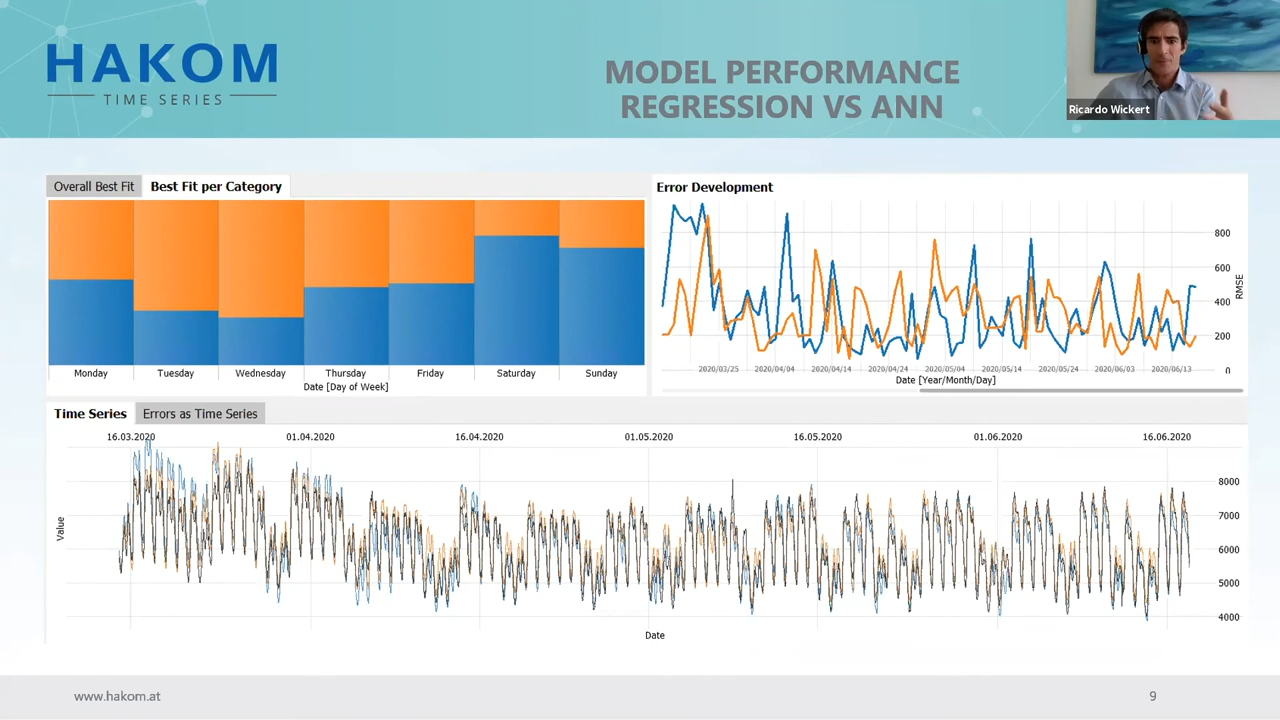 HAKOM
TIME SERIES
MODEL PERFORMANCE
REGRESSION VS ANN
Ricardo Wickert
Overall Best Fit
Best Fit per Category
Monday
Tuesday
Wednesday
Thursday
Friday
Saturday
Sunday
Date [Day of Week]
Error Development
800
600
400
200
0
RMSE
2020/03/25
2020/04/04
2020/04/14
2020/04/24
2020/05/04
2020/05/14
2020/05/24
2020/06/03
2020/06/13
Date [Year/Month/Day]
Time Series
Errors as Time Series
16.03.2020
01.04.2020
16.04.2020
01.05.2020
16.05.2020
01.06.2020
16.06.2020
Value
8000
7000
6000
5000
4000
Date
www.hakom.at
9